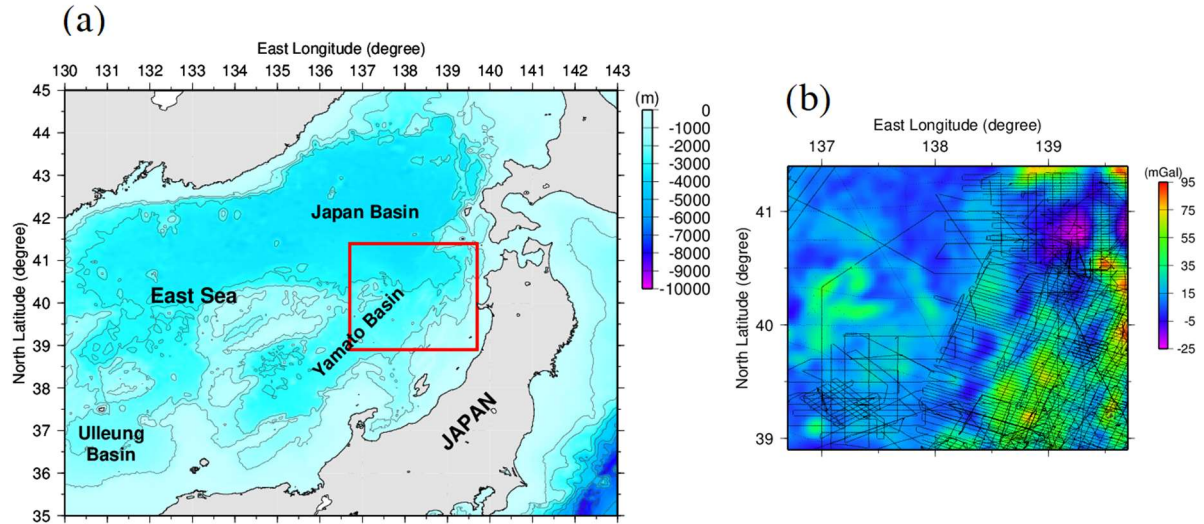 (a)
East Longitude (degree)
130 131 132 133 134 135 136 137 138 139 140 141 142 143
North Latitude (degree)
45
44
43
42
41
40
39
38
37
36
35
Japan Basin
East Sea
Yamato Basin
JAPAN
Ulleung
Basin
(m)
0
-1000
-2000
-3000
-4000
-5000
-6000
-7000
-8000
-9000
-10000
(b)
East Longitude (degree)
137 138 139
North Latitude (degree)
41
40
39
(mGal)
95
75
55
35
15
-5
-25